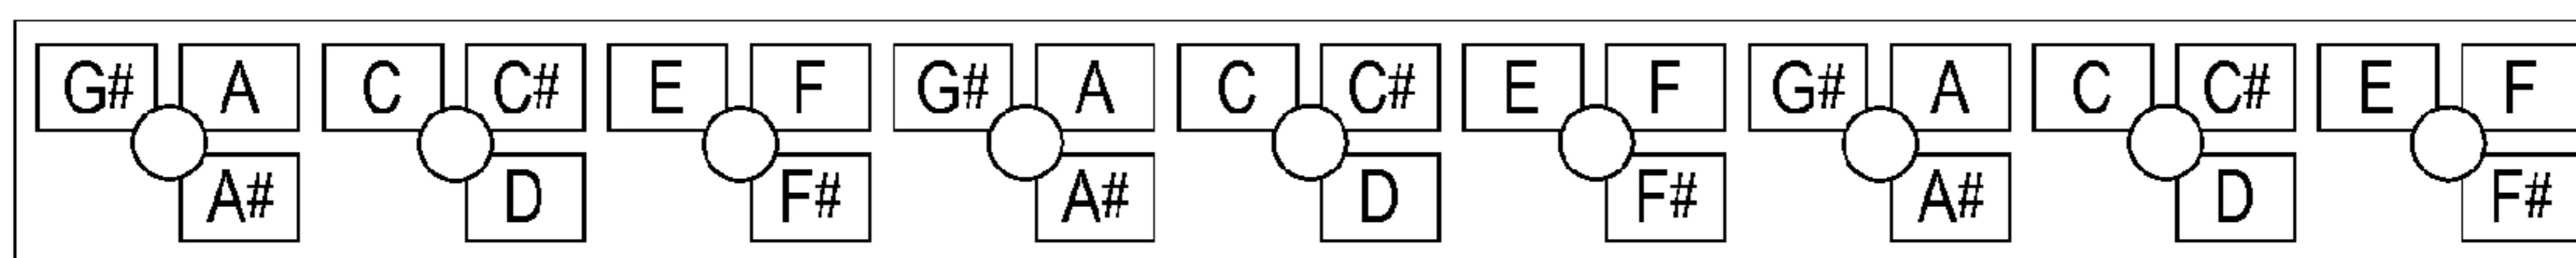 G# A C C# E F G# A C C# E F G# A C C# E F
A# D F# A# D F# A# D F#